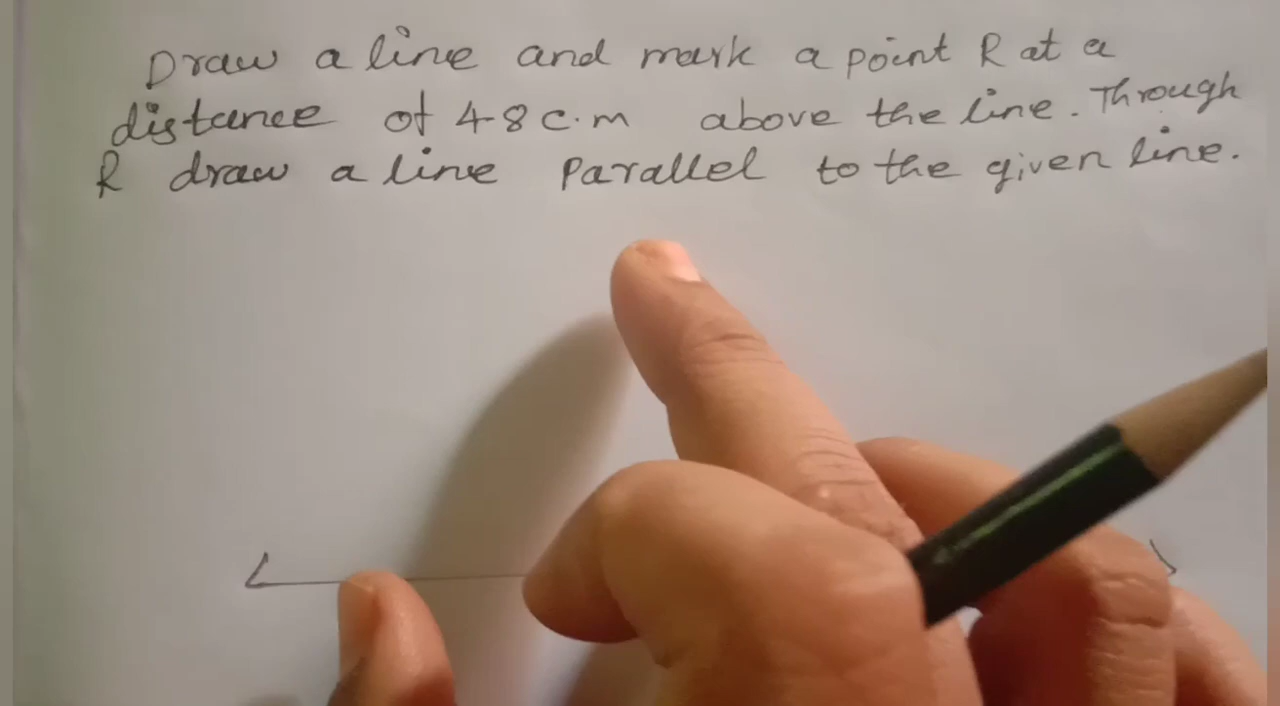 Draw a line and mark a point R at a
distance of 4.8 c.m above the line. Through
R draw a line parallel to the given line.